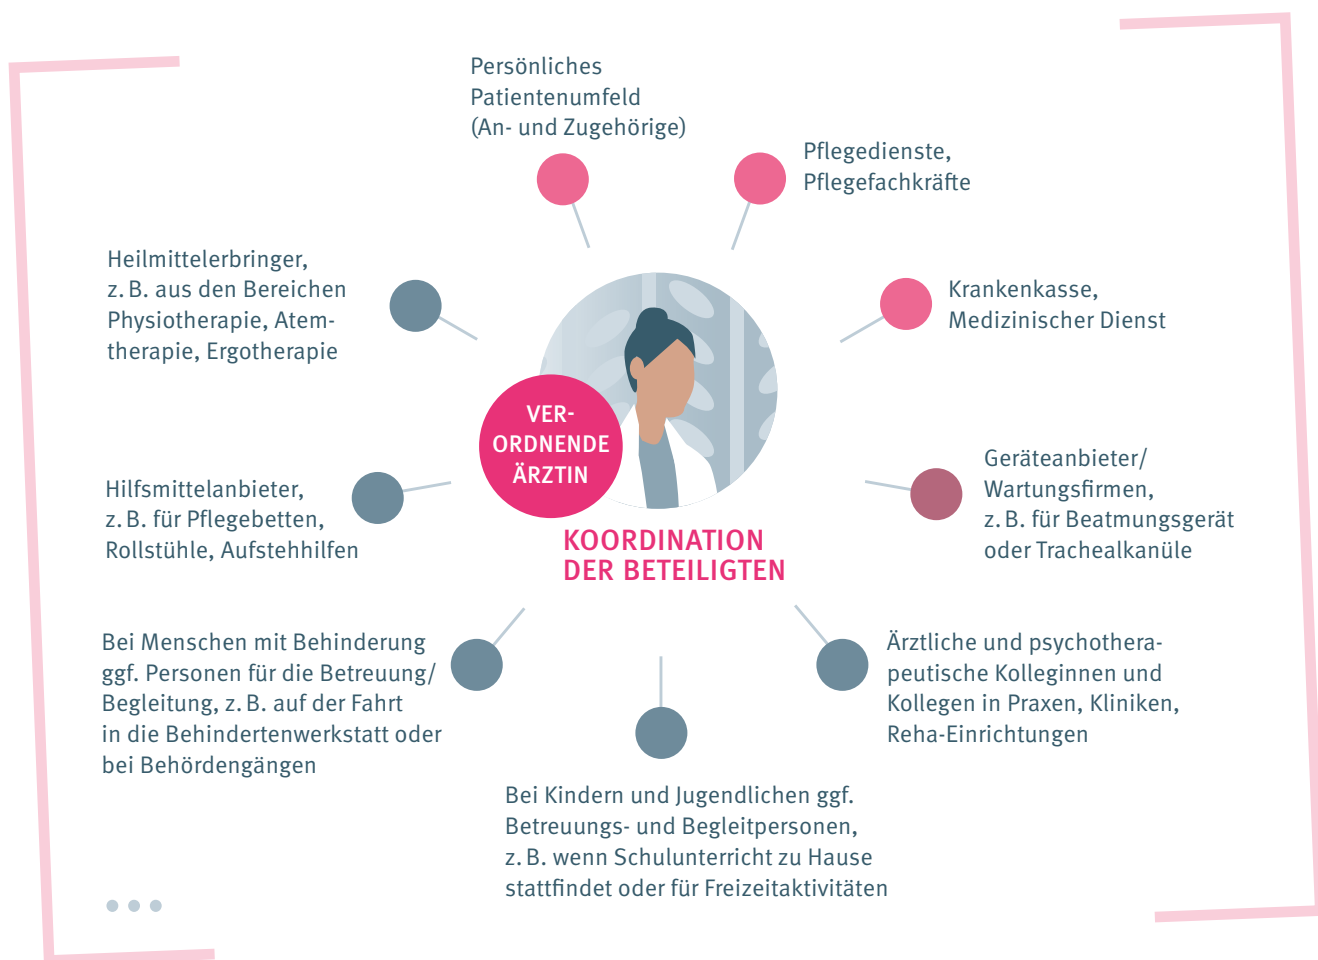 Persönliches
Patientenumfeld
(An- und Zugehörige)
Pflegedienste,
Pflegefachkräfte
Heilmittelerbringer,
z. B. aus den Bereichen
Physiotherapie, Atem-
therapie, Ergotherapie
Krankenkasse,
Medizinischer Dienst
VER-
ORDNENDE
ÄRZTIN
Hilfsmittelanbieter,
z. B. für Pflegebetten,
Rollstühle, Aufstehhilfen
Geräteanbieter/
Wartungsfirmen,
z. B. für Beatmungsgerät
oder Trachealkanüle
KOORDINATION
DER BETEILIGTEN
Bei Menschen mit Behinderung
ggf. Personen für die Betreuung/
Begleitung, z. B. auf der Fahrt
in die Behindertenwerkstatt oder
bei Behördengängen
Ärztliche und psychothera-
peutische Kolleginnen und
Kollegen in Praxen, Kliniken,
Reha-Einrichtungen
Bei Kindern und Jugendlichen ggf.
Betreuungs- und Begleitpersonen,
z. B. wenn Schulunterricht zu Hause
stattfindet oder für Freizeitaktivitäten